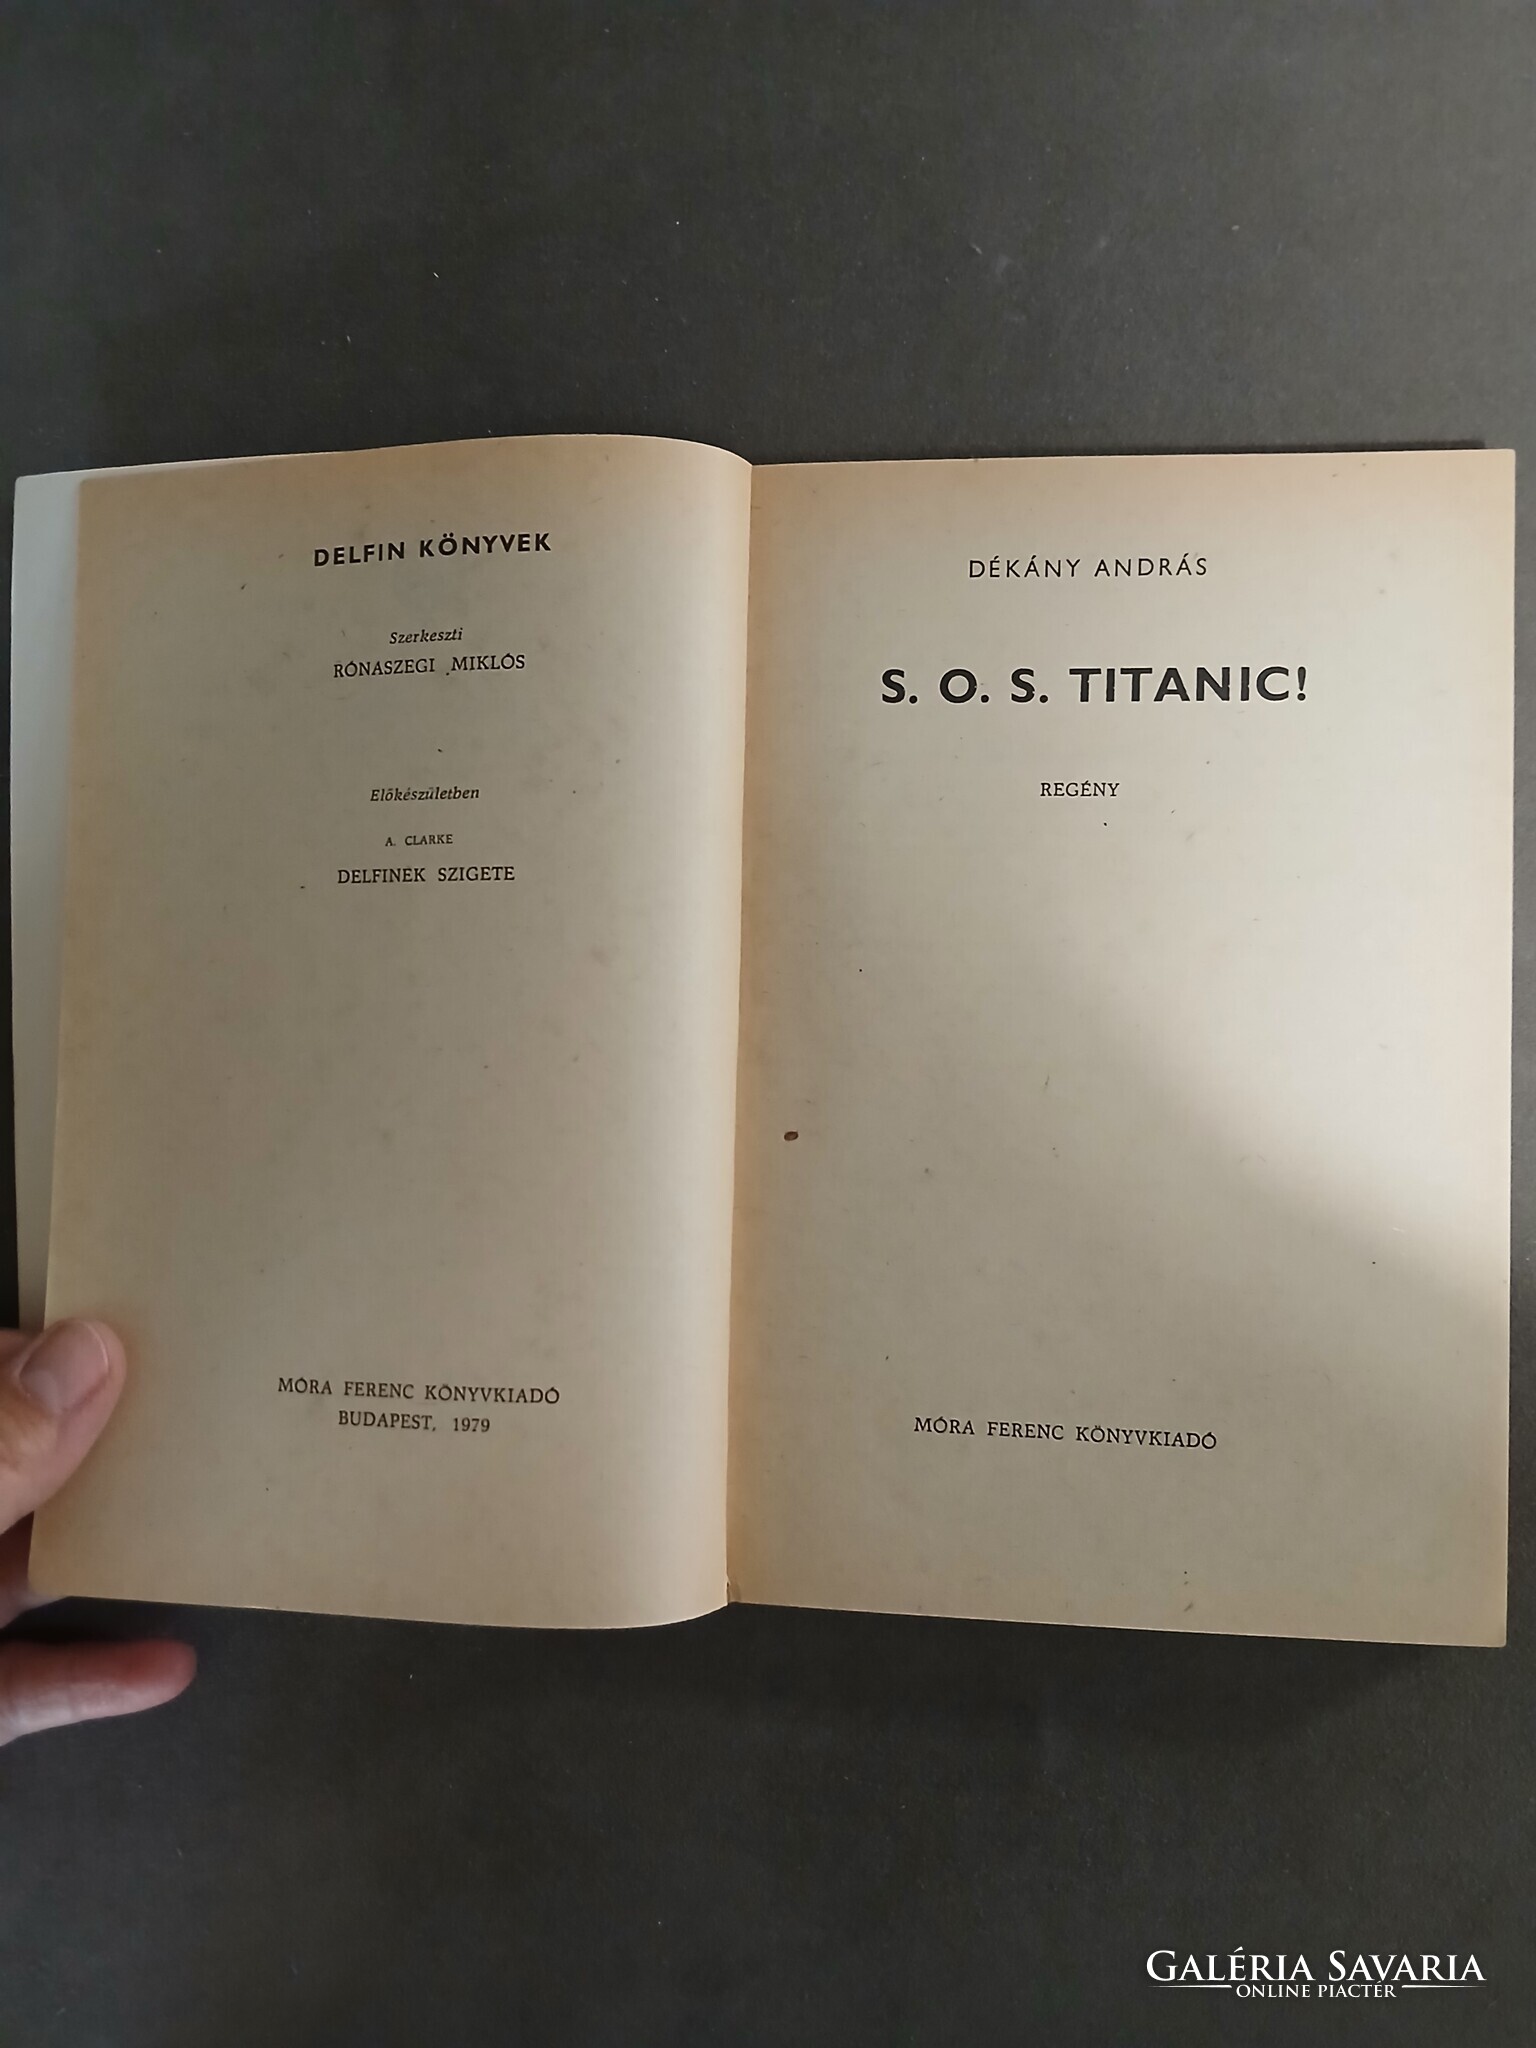 DELFIN KÖNYVEK
Szerkeszti
RÓNASZEGI MIKLÓS
Előkészületben
A. CLARKE
DELFINEK SZIGETE
MÓRA FERENC KÖNYVKIADÓ
BUDAPEST, 1979
DÉKÁNY ANDRÁS
S. O. S. TITANIC!
REGÉNY
MÓRA FERENC KÖNYVKIADÓ
GALÉRIA SAVARIA
ONLINE PIACTÉR